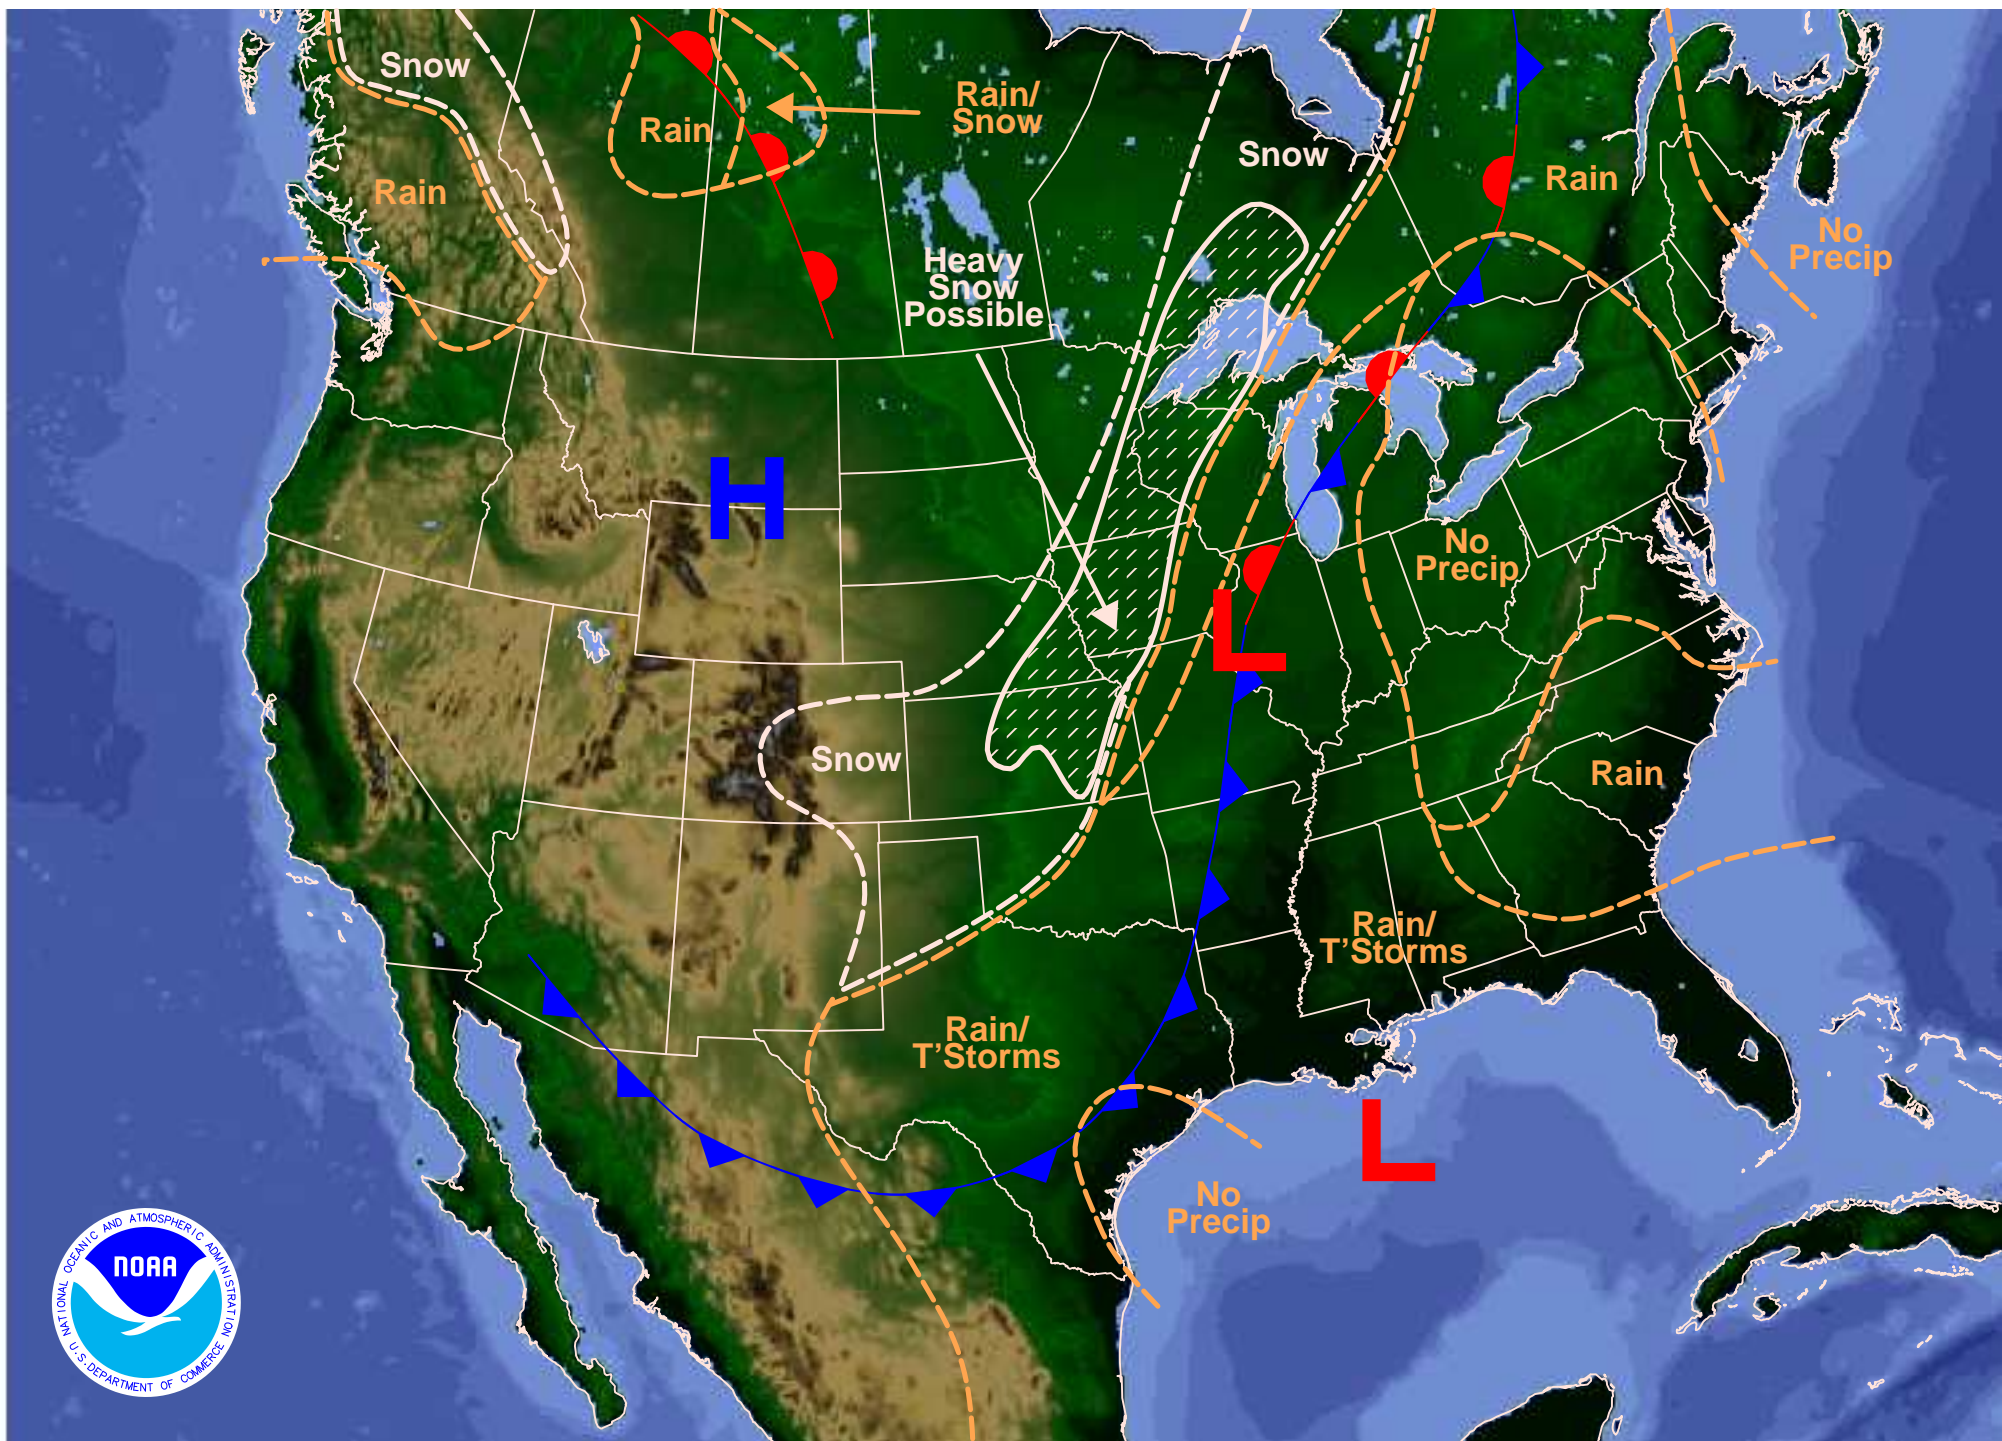 Snow
Rain/
Snow
Rain
Snow
Rain
Rain
No
Precip
Heavy
Snow
Possible
H
No
Precip
L
Snow
Rain
Rain/
T'Storms
Rain/
T'Storms
L
No
Precip
NATIONAL OCEANIC AND ATMOSPHERIC ADMINISTRATION
NOAA
U.S. DEPARTMENT OF COMMERCE